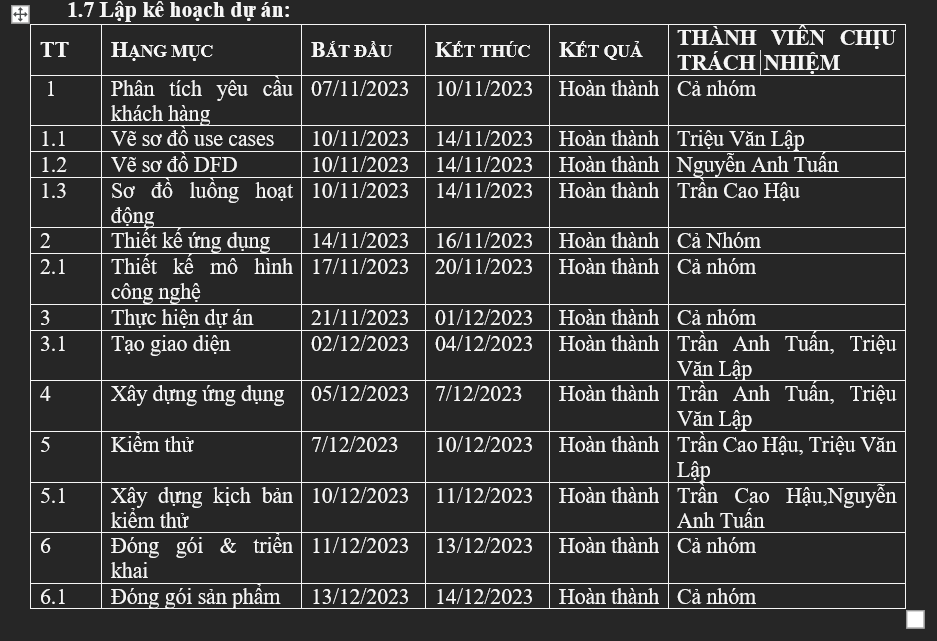 1.7 Lập kế hoạch dự án:
TT HẠNG MỤC BẮT ĐẦU KẾT THÚC KẾT QUẢ THÀNH VIÊN CHỊU
TRÁCH NHIỆM
1 Phân tích yêu cầu 07/11/2023 10/11/2023 Hoàn thành Cả nhóm
khách hàng
1.1 Vẽ sơ đồ use cases 10/11/2023 14/11/2023 Hoàn thành Triệu Văn Lập
1.2 Vẽ sơ đồ DFD 10/11/2023 14/11/2023 Hoàn thành Nguyễn Anh Tuấn
1.3 Sơ đồ luồng hoạt 10/11/2023 14/11/2023 Hoàn thành Trần Cao Hậu
động
2 Thiết kế ứng dụng 14/11/2023 16/11/2023 Hoàn thành Cả Nhóm
2.1 Thiết kế mô hình 17/11/2023 20/11/2023 Hoàn thành Cả nhóm
công nghệ
3 Thực hiện dự án 21/11/2023 01/12/2023 Hoàn thành Cả nhóm
3.1 Tạo giao diện 02/12/2023 04/12/2023 Hoàn thành Trần Anh Tuấn, Triệu
Văn Lập
4 Xây dựng ứng dụng 05/12/2023 7/12/2023 Hoàn thành Trần Anh Tuấn, Triệu
Văn Lập
5 Kiểm thử 7/12/2023 10/12/2023 Hoàn thành Trần Cao Hậu, Triệu Văn
Lập
5.1 Xây dựng kịch bản 10/12/2023 11/12/2023 Hoàn thành Trần Cao Hậu,Nguyễn
kiểm thử Anh Tuấn
6 Đóng gói & triển 11/12/2023 13/12/2023 Hoàn thành Cả nhóm
khai
6.1 Đóng gói sản phẩm 13/12/2023 14/12/2023 Hoàn thành Cả nhóm